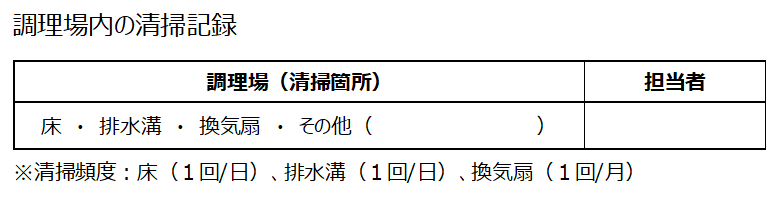 調理場内の清掃記録
調理場（清掃箇所） 担当者
床 ・ 排水溝 ・ 換気扇 ・ その他（　　　　　　　　）
※清掃頻度：床（１回/日）、排水溝（１回/日）、換気扇（１回/月）